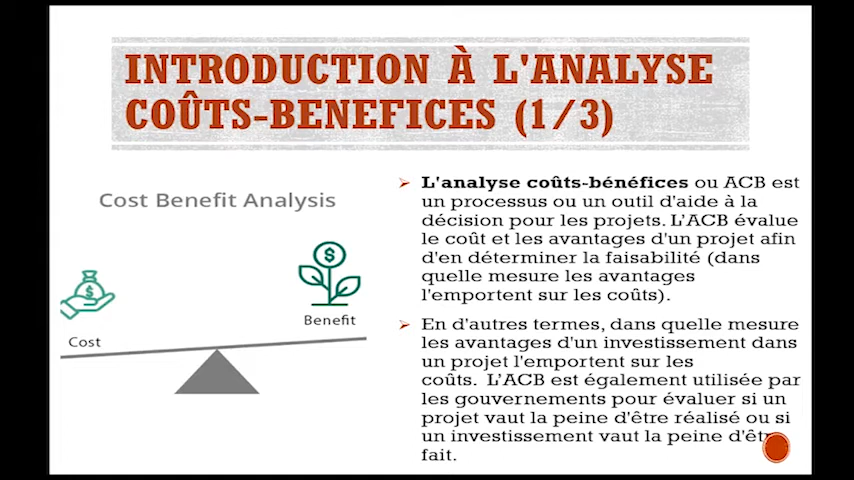 INTRODUCTION À L'ANALYSE
COÛTS-BENEFICES (1/3)
Cost Benefit Analysis
$
$
Cost
Benefit
L'analyse coûts-bénéfices ou ACB est
un processus ou un outil d'aide à la
décision pour les projets. L'ACB évalue
le coût et les avantages d'un projet afin
d'en déterminer la faisabilité (dans
quelle mesure les avantages
l'emportent sur les coûts).
En d'autres termes, dans quelle mesure
les avantages d'un investissement dans
un projet l'emportent sur les
coûts. L'ACB est également utilisée par
les gouvernements pour évaluer si un
projet vaut la peine d'être réalisé ou si
un investissement vaut la peine d'être
fait.